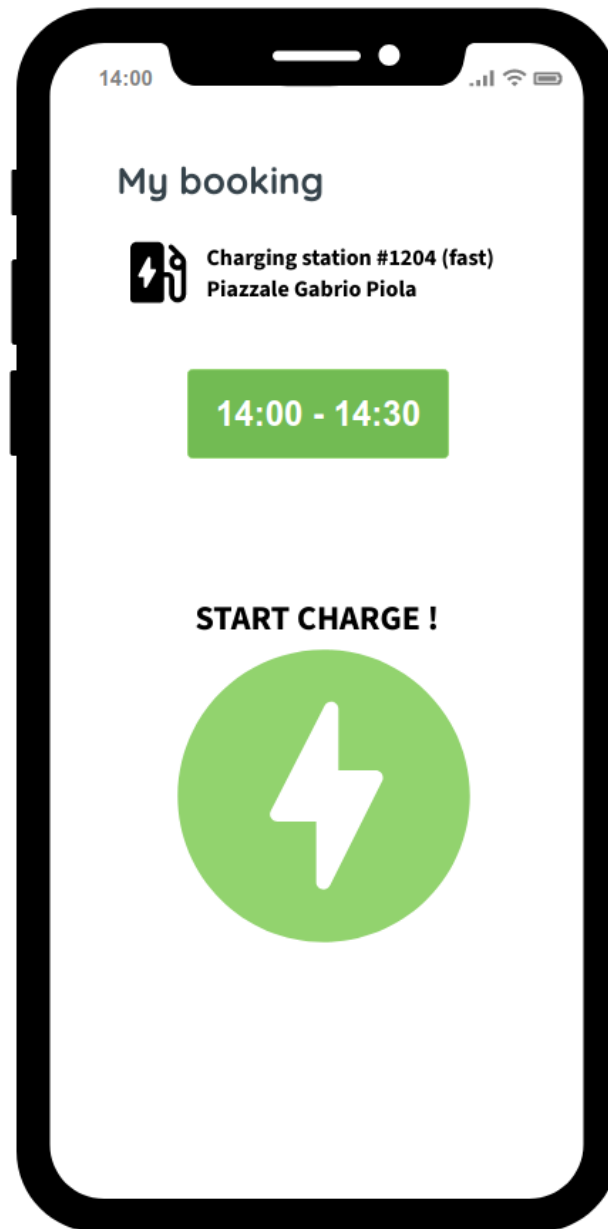 14:00
My booking
Charging station #1204 (fast)
Piazzale Gabrio Piola
14:00 - 14:30
START CHARGE !